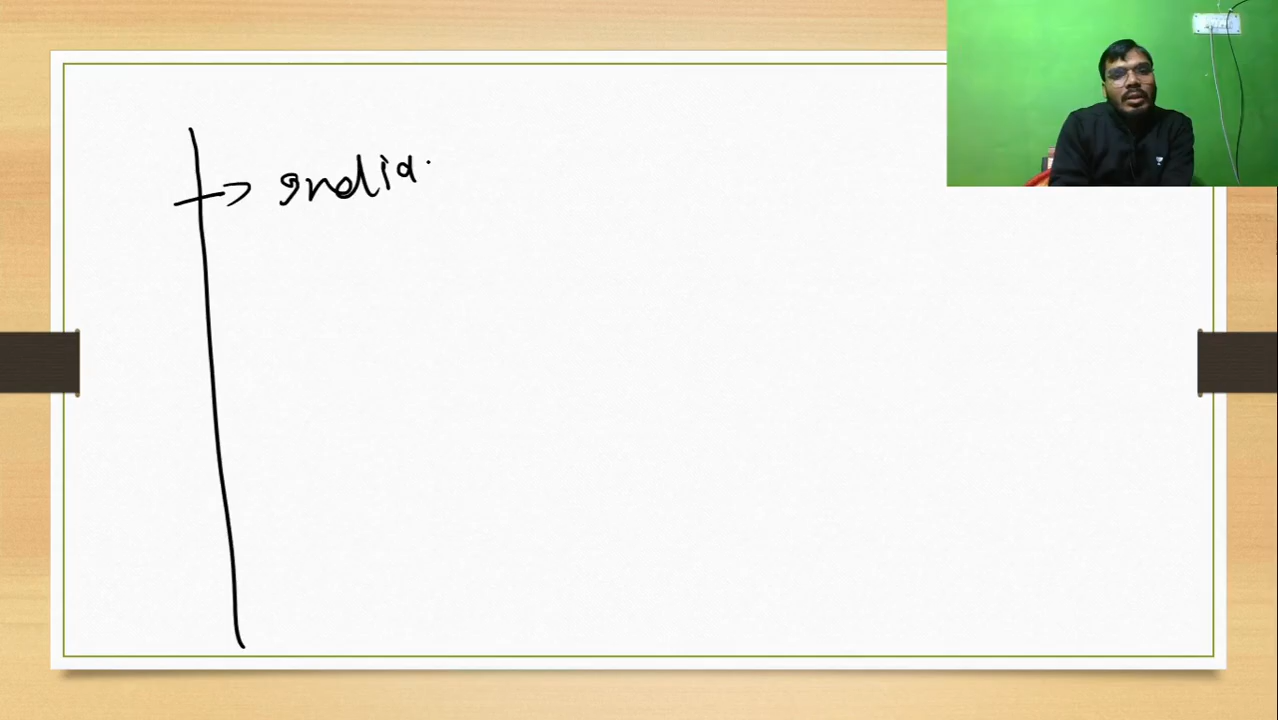 → India.